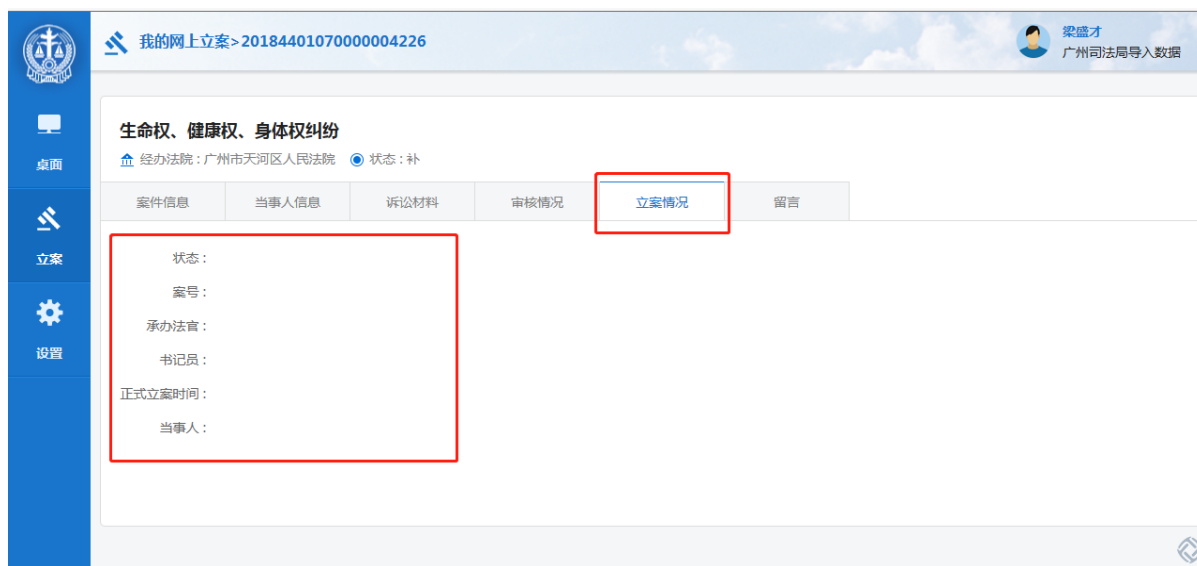 我的网上立案>20184401070000004226
梁盛才
广州司法局导入数据
桌面
立案
设置
生命权、健康权、身体权纠纷
经办法院：广州市天河区人民法院 状态：补
案件信息 当事人信息 诉讼材料 审核情况 立案情况 留言
状态：
案号：
承办法官：
书记员：
正式立案时间：
当事人：